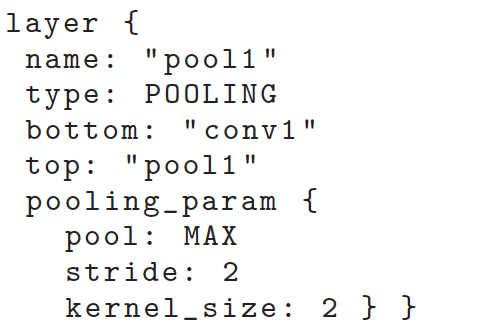 layer {
name: "pool1"
type: POOLING
bottom: "conv1"
top: "pool1"
pooling_param {
pool: MAX
stride: 2
kernel_size: 2 } }